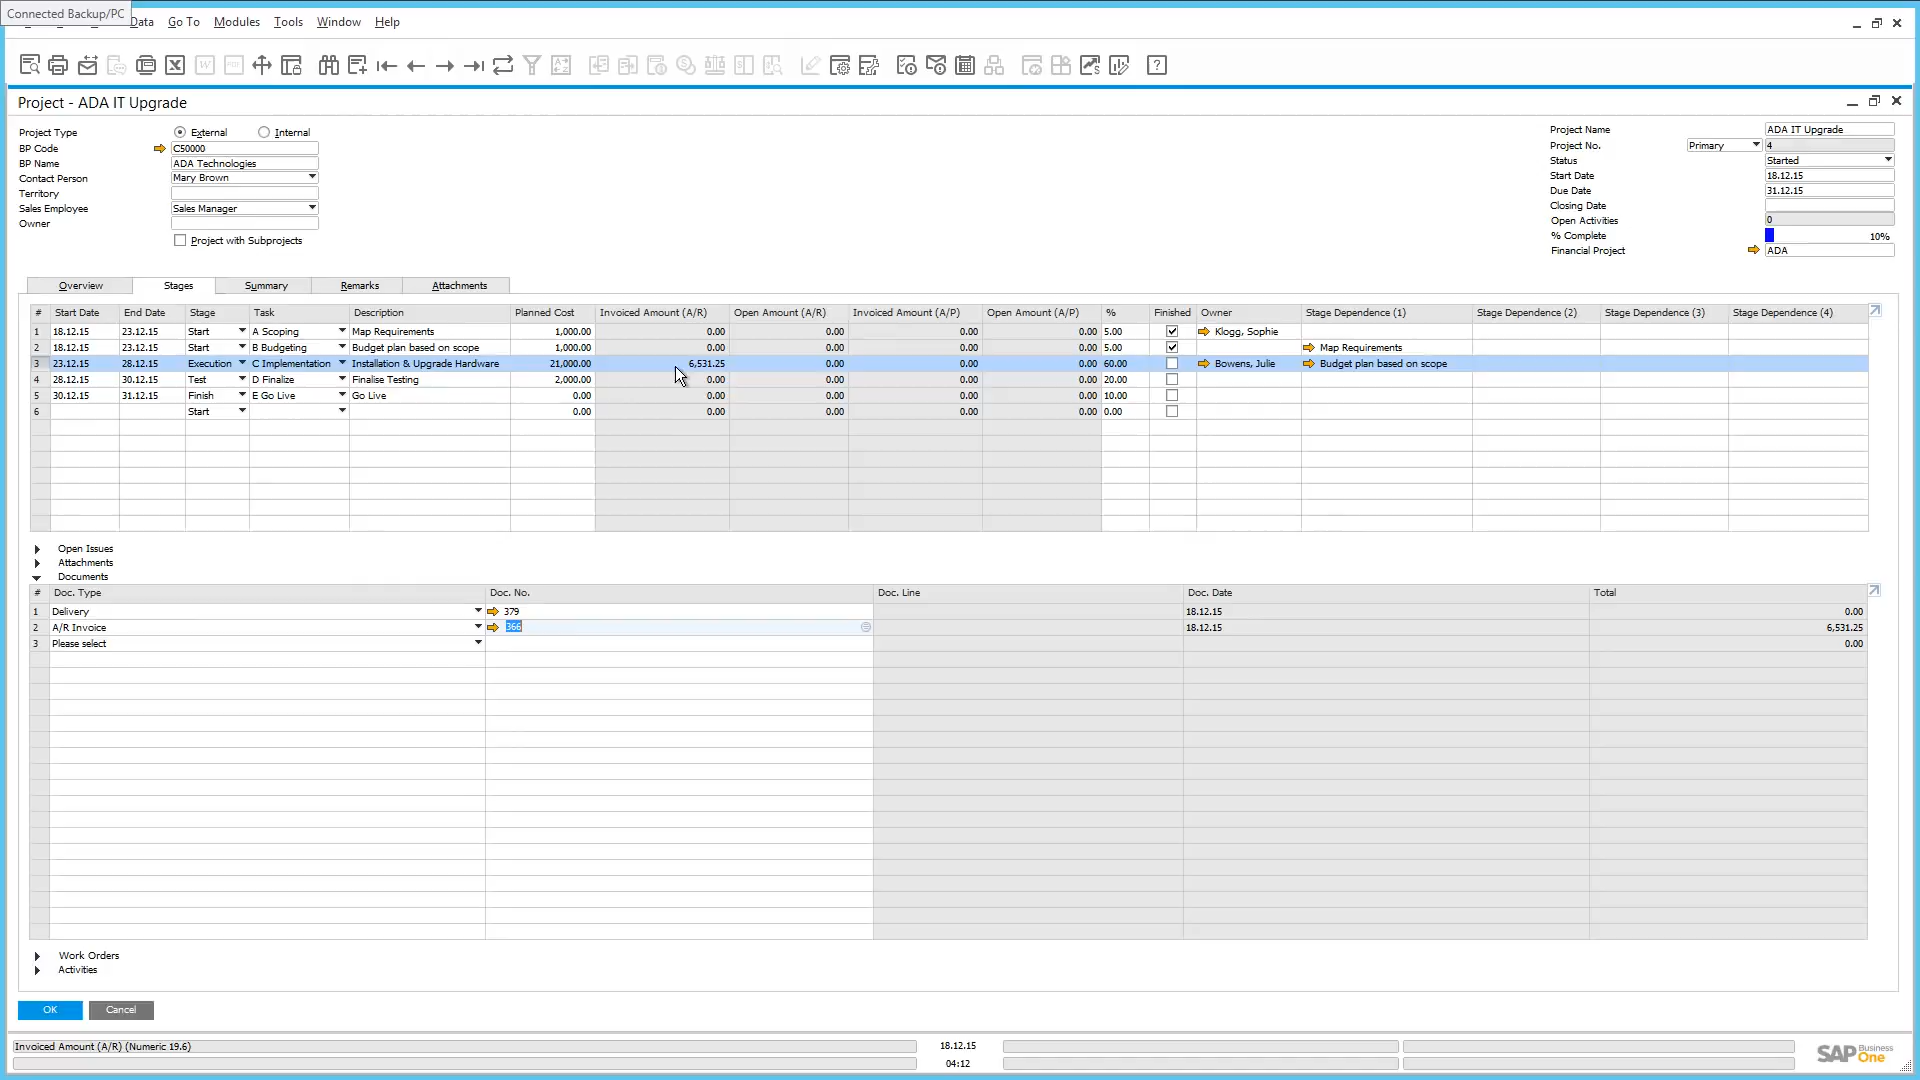 Connected Backup/PC
Data Go To Modules Tools Window Help
Project - ADA IT Upgrade
Project Type External Internal
BP Code C50000
BP Name ADA Technologies
Contact Person Mary Brown
Territory
Sales Employee Sales Manager
Owner
Project with Subprojects
Project Name ADA IT Upgrade
Project No. Primary 4
Status Started
Start Date 18.12.15
Due Date 31.12.15
Closing Date
Open Activities 0
% Complete 10%
Financial Project ADA
Overview Stages Summary Remarks Attachments
# Start Date End Date Stage Task Description Planned Cost Invoiced Amount (A/R) Open Amount (A/R) Invoiced Amount (A/P) Open Amount (A/P) % Finished Owner Stage Dependence (1) Stage Dependence (2) Stage Dependence (3) Stage Dependence (4)
1 18.12.15 23.12.15 Start A Scoping Map Requirements 1,000.00 0.00 0.00 0.00 0.00 5.00 Klogg, Sophie
2 18.12.15 23.12.15 Start B Budgeting Budget plan based on scope 1,000.00 0.00 0.00 0.00 0.00 5.00 Map Requirements
3 23.12.15 28.12.15 Execution C Implementation Installation & Upgrade Hardware 21,000.00 6,531.25 0.00 0.00 0.00 60.00 Bowens, Julie Budget plan based on scope
4 28.12.15 30.12.15 Test D Finalize Finalise Testing 2,000.00 0.00 0.00 0.00 0.00 20.00
5 30.12.15 31.12.15 Finish E Go Live Go Live 0.00 0.00 0.00 0.00 0.00 10.00
6 Start 0.00 0.00 0.00 0.00 0.00 0.00
Open Issues
Attachments
Documents
# Doc. Type Doc. No. Doc. Line Doc. Date Total
1 Delivery 379 18.12.15 0.00
2 A/R Invoice 366 18.12.15 6,531.25
3 Please select 0.00
Work Orders
Activities
OK Cancel
Invoiced Amount (A/R) (Numeric 19.6) 18.12.15
04:12
SAP Business One